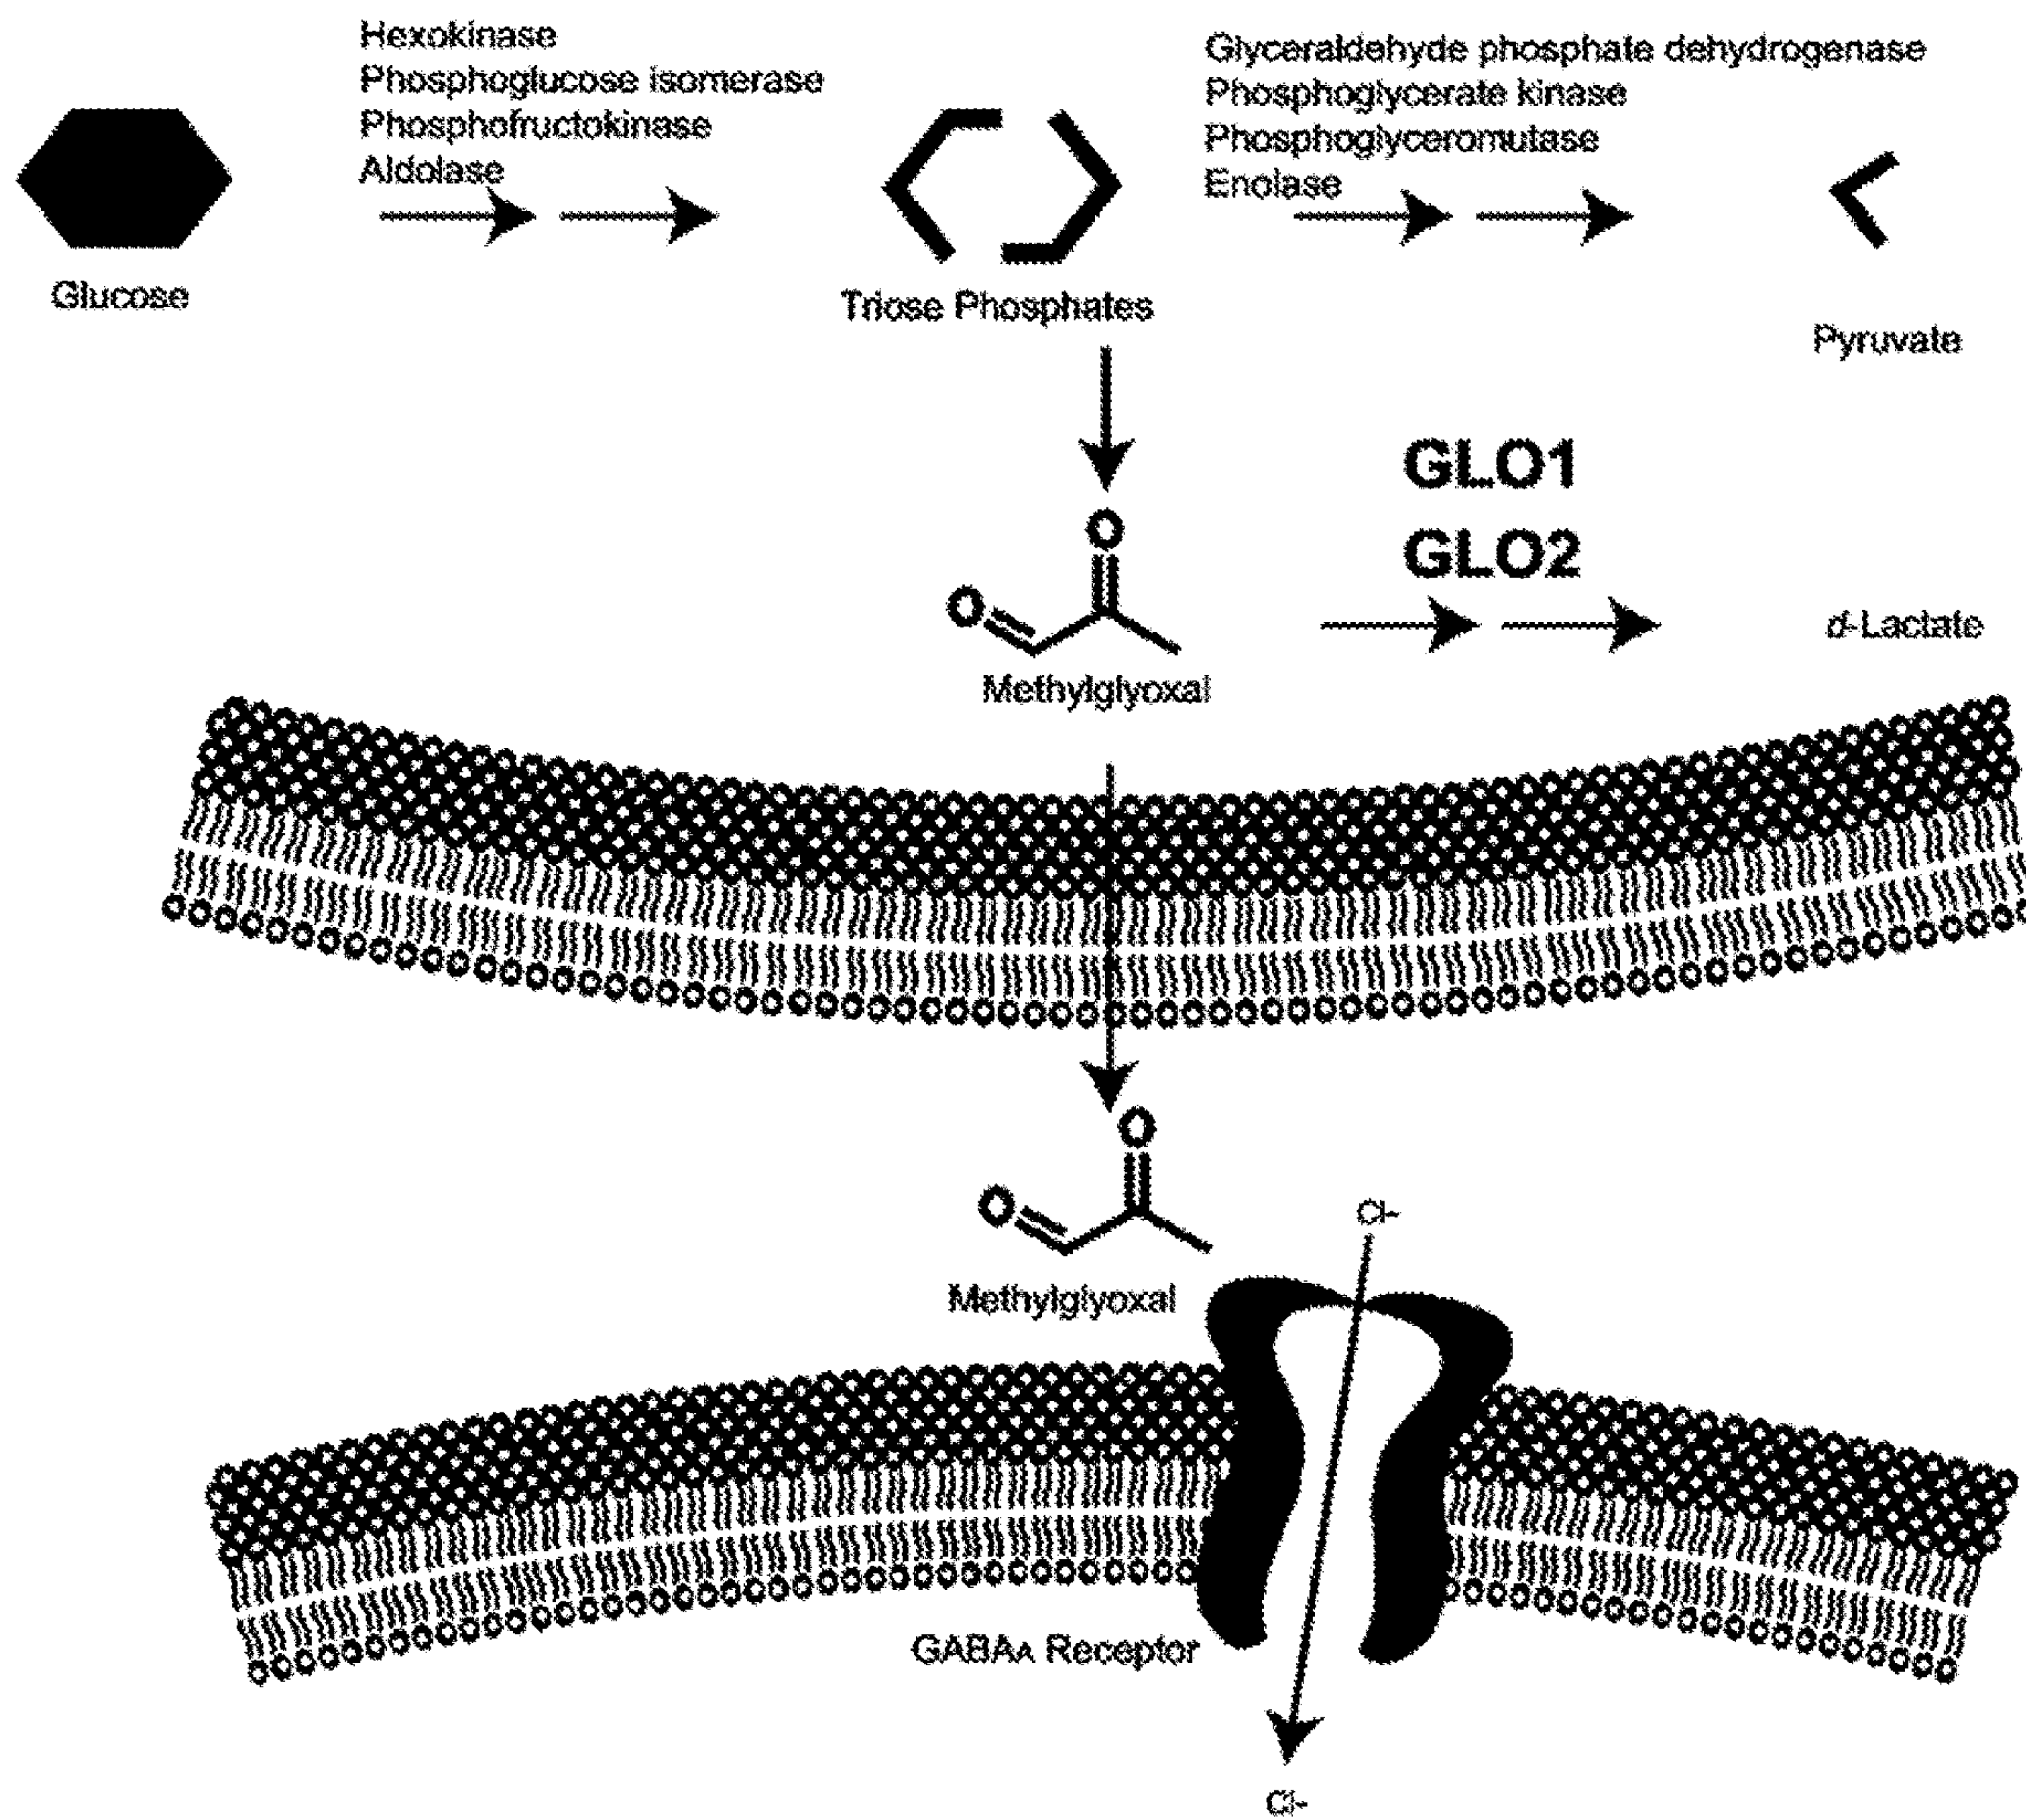 Hexokinase
Phosphoglucose isomerase
Phosphofructokinase
Aldolase
Glyceraldehyde phosphate dehydrogenase
Phosphoglycerate kinase
Phosphoglyceromutase
Enolase
Glucose
Triose Phosphates
Pyruvate
GLO1
GLO2
O
O
d-Lactate
Methylglyoxal
O
O
Cl-
Methylglyoxal
GABAA Receptor
Cl-